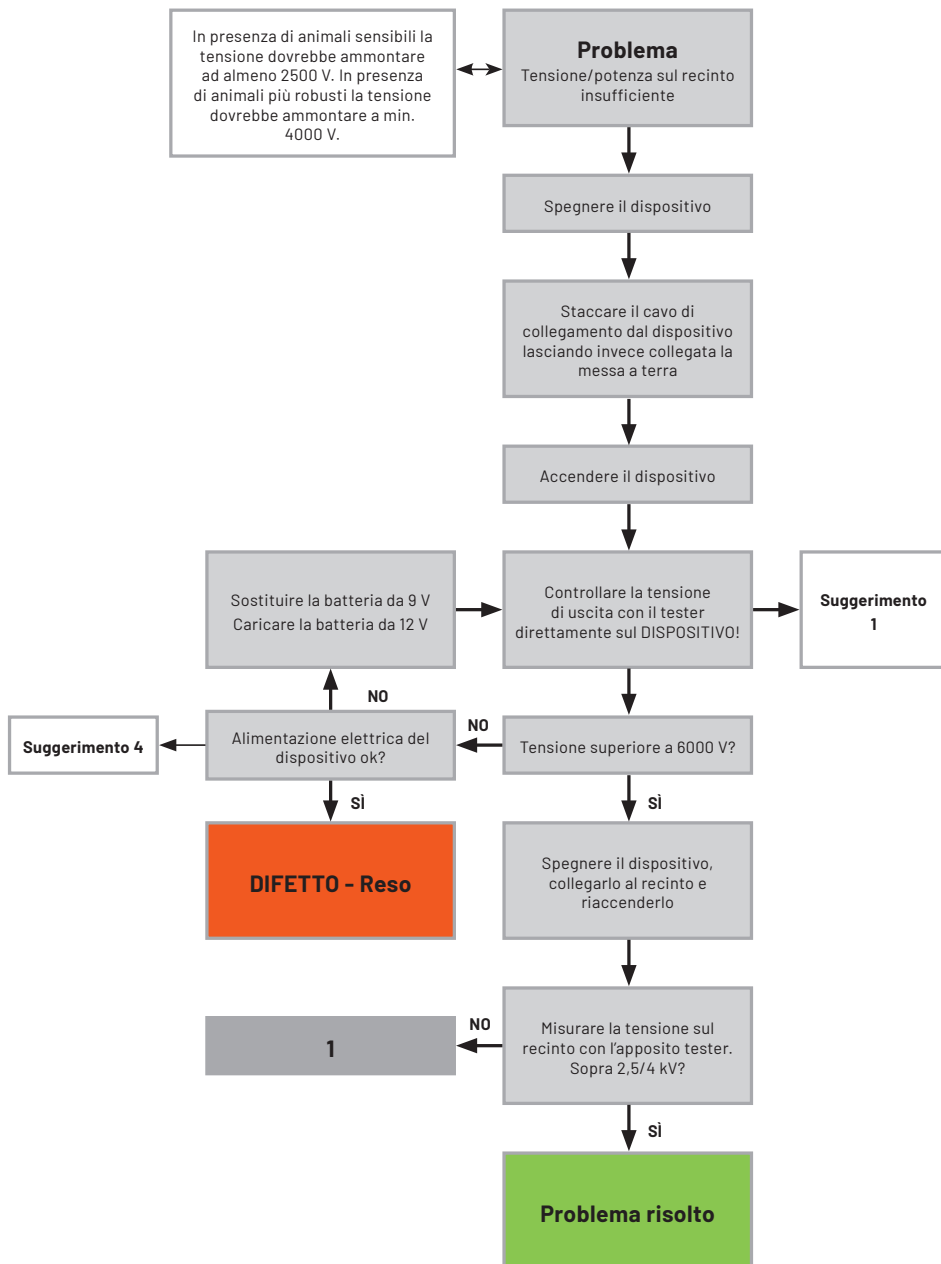 In presenza di animali sensibili la
tensione dovrebbe ammontare
ad almeno 2500 V. In presenza
di animali più robusti la tensione
dovrebbe ammontare a min.
4000 V.
Problema
Tensione/potenza sul recinto
insufficiente
Spegnere il dispositivo
Staccare il cavo di
collegamento dal dispositivo
lasciando invece collegata la
messa a terra
Accendere il dispositivo
Sostituire la batteria da 9 V
Caricare la batteria da 12 V
Controllare la tensione
di uscita con il tester
direttamente sul DISPOSITIVO!
Suggerimento
1
NO
Suggerimento 4
Alimentazione elettrica del
dispositivo ok?
NO
Tensione superiore a 6000 V?
SÌ
SÌ
DIFETTO - Reso
Spegnere il dispositivo,
collegarlo al recinto e
riaccenderlo
1
NO
Misurare la tensione sul
recinto con l'apposito tester.
Sopra 2,5/4 kV?
SÌ
Problema risolto